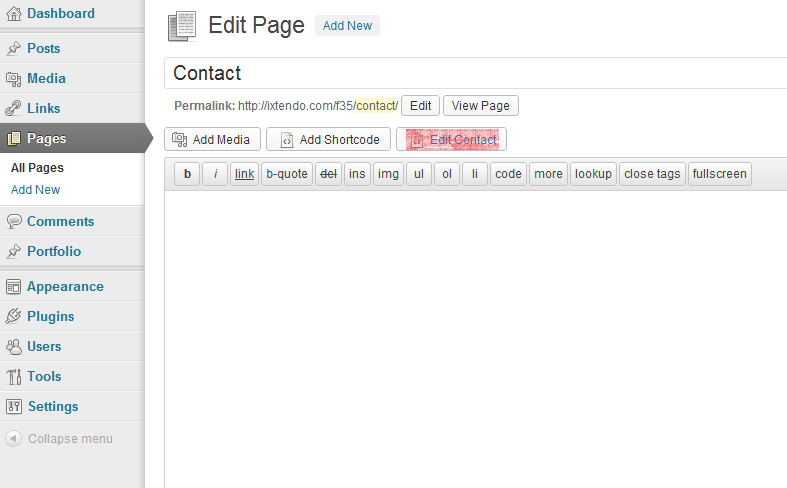 Dashboard
Posts
Media
Links
Pages
All Pages
Add New
Comments
Portfolio
Appearance
Plugins
Users
Tools
Settings
Collapse menu
Edit Page Add New
Contact
Permalink: http://ixtendo.com/f35/contact/ Edit View Page
Add Media Add Shortcode Edit Contact
b i link b-quote del ins img ul ol li code more lookup close tags fullscreen